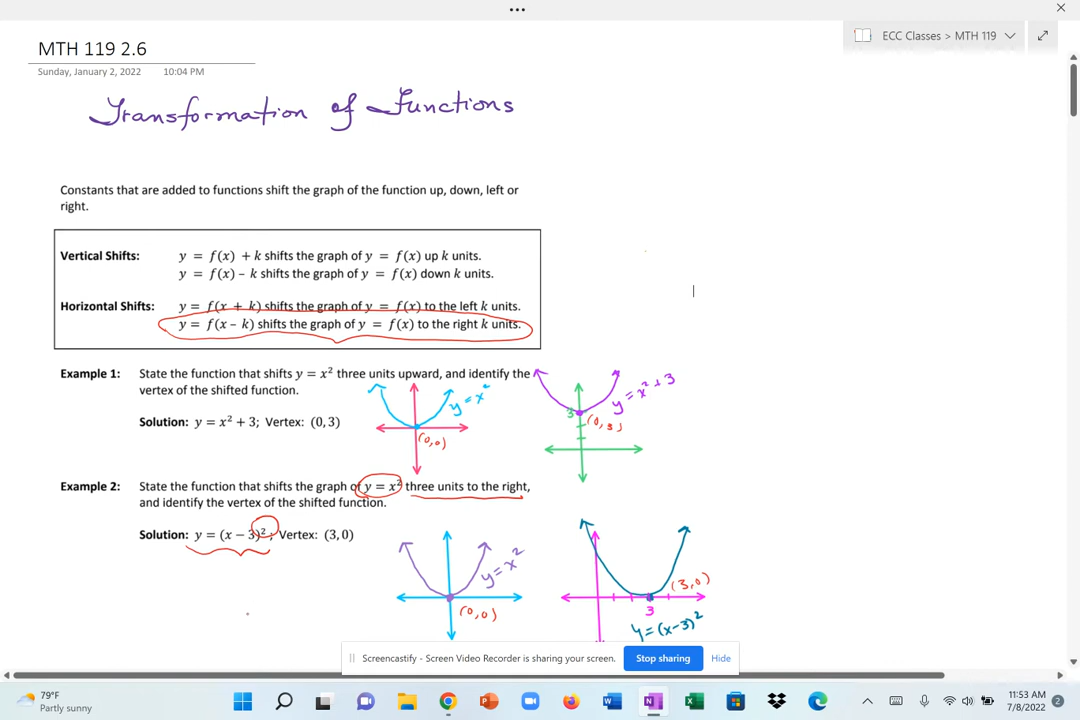 ECC Classes > MTH 119
MTH 119 2.6
Sunday, January 2, 2022 10:04 PM
Transformation of Functions
Constants that are added to functions shift the graph of the function up, down, left or
right.
Vertical Shifts: y = f(x) + k shifts the graph of y = f(x) up k units.
y = f(x) – k shifts the graph of y = f(x) down k units.
Horizontal Shifts: y = f(x + k) shifts the graph of y = f(x) to the left k units.
y = f(x – k) shifts the graph of y = f(x) to the right k units.
Example 1: State the function that shifts y = x² three units upward, and identify the
vertex of the shifted function.
Solution: y = x² + 3; Vertex: (0, 3)
y = x²
(0,0)
y = x² + 3
3
(0, 3)
Example 2: State the function that shifts the graph of y = x² three units to the right,
and identify the vertex of the shifted function.
Solution: y = (x – 3)²; Vertex: (3, 0)
y = x²
(0,0)
(3,0)
3
y = (x-3)²
Screencastify - Screen Video Recorder is sharing your screen. Stop sharing Hide
79°F
Partly sunny
11:53 AM
7/8/2022
2